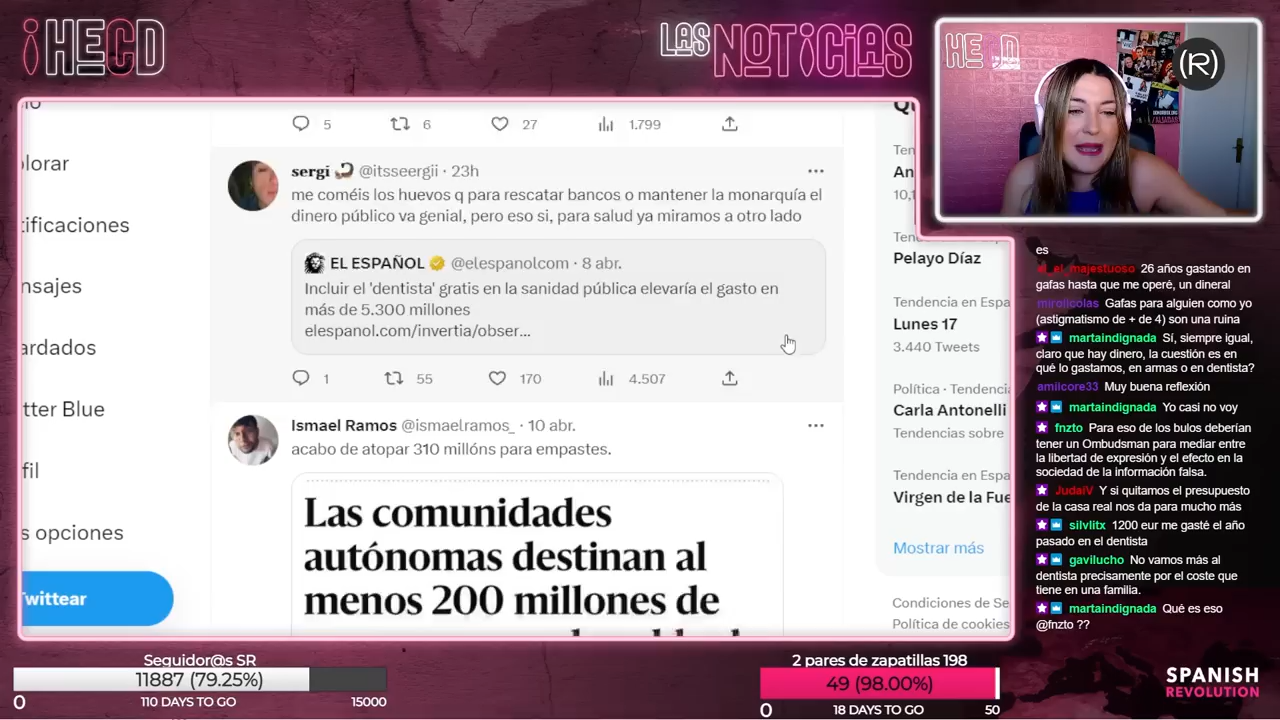 ¡HECD
LAS NOTICIAS
HE D
(R)
5
6
27
1.799
sergi @itsseergii · 23h
me coméis los huevos q para rescatar bancos o mantener la monarquía el
dinero público va genial, pero eso si, para salud ya miramos a otro lado
EL ESPAÑOL @elespanolcom · 8 abr.
Incluir el 'dentista' gratis en la sanidad pública elevaría el gasto en
más de 5.300 millones
elespanol.com/invertia/obser...
1
55
170
4.507
Ismael Ramos @ismaelramos_ · 10 abr.
acabo de atopar 310 millóns para empastes.
Las comunidades
autónomas destinan al
menos 200 millones de
lorar
tificaciones
nsajes
ardados
tter Blue
fil
s opciones
Twittear
Q
Ten
An
10,1
Ten
Pelayo Díaz
Tendencia en Espa
Lunes 17
3.440 Tweets
Política · Tendencia
Carla Antonelli
Tendencias sobre
Tendencia en Espa
Virgen de la Fue
Mostrar más
Condiciones de Se
Política de cookies
es
el_majestuoso 26 años gastando en
gafas hasta que me operé, un dineral
Gafas para alguien como yo
(astigmatismo de + de 4) son una ruina
martaindignada Sí, siempre igual,
claro que hay dinero, la cuestión es en
qué lo gastamos, en armas o en dentista?
amiicore33 Muy buena reflexión
martaindignada Yo casi no voy
fnzto Para eso de los bulos deberían
tener un Ombudsman para mediar entre
la libertad de expresión y el efecto en la
sociedad de la información falsa.
JudaiV Y si quitamos el presupuesto
de la casa real nos da para mucho más
silvlitx 1200 eur me gasté el año
pasado en el dentista
gavilucho No vamos más al
dentista precisamente por el coste que
tiene en una familia.
martaindignada Qué es eso
@fnzto ??
Seguidor@s SR
11887 (79.25%)
0
110 DAYS TO GO
15000
2 pares de zapatillas 198
49 (98.00%)
0
18 DAYS TO GO
50
SPANISH
REVOLUTION